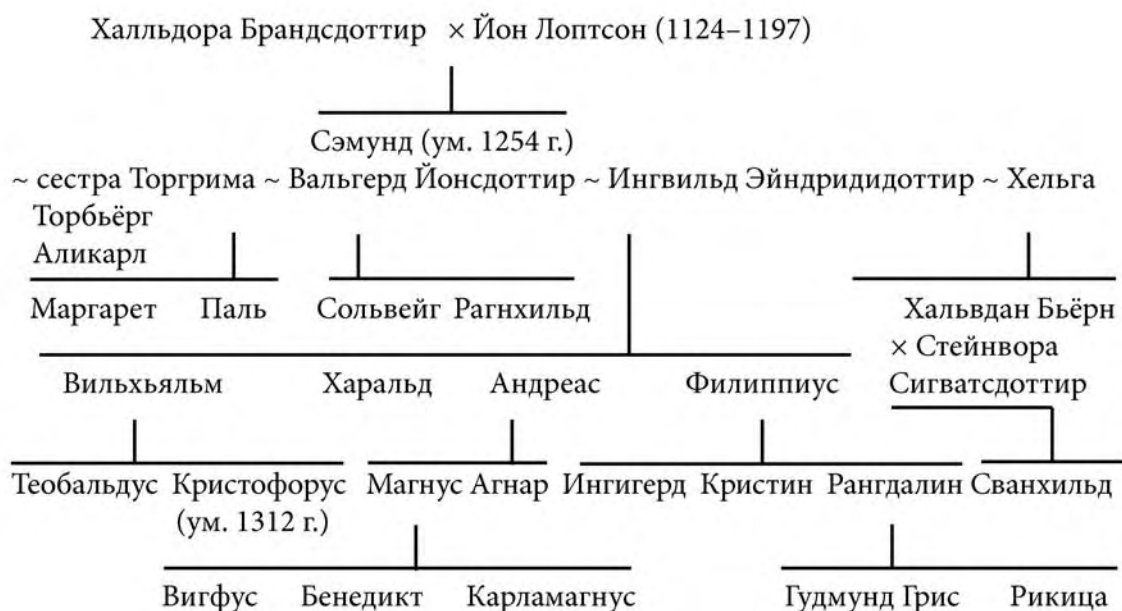 Халльдора Брандсдоттир × Йон Лоптсон (1124–1197)
Сэмунд (ум. 1254 г.)
~ сестра Торгрима ~ Вальгерд Йонсдоттир ~ Ингвильд Эйндридидоттир ~ Хельга
Торбьёрг
Аликарл
Маргарет Паль Сольвейг Рагнхильд Хальвдан Бьёрн
× Стейнвора
Вильхьяльм Харальд Андреас Филиппиус Сигватсдоттир
Теобальдус Кристофорус Магнус Агнар Ингигерд Кристин Рангдалин Сванхильд
(ум. 1312 г.)
Вигфус Бенедикт Карламагнус Гудмунд Грис Рикица